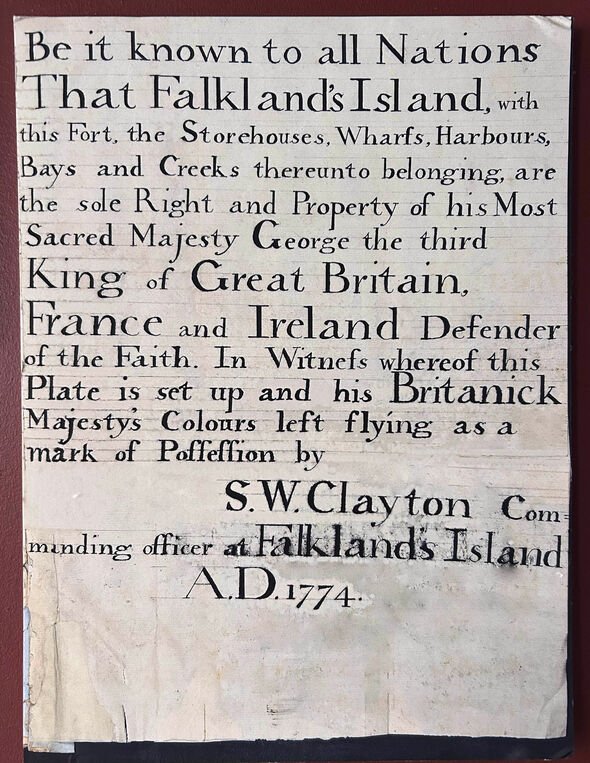 Be it known to all Nations
That Falkland's Island, with
this Fort, the Storehouses, Wharfs, Harbours,
Bays and Creeks thereunto belonging, are
the sole Right and Property of his Most
Sacred Majesty George the third
King of Great Britain,
France and Ireland Defender
of the Faith. In Witneſs whereof this
Plate is set up and his Britanick
Majesty's Colours left flying as a
mark of Poſſeſſion by
S.W. Clayton Com=
manding officer at Falkland's Island
A.D. 1774.